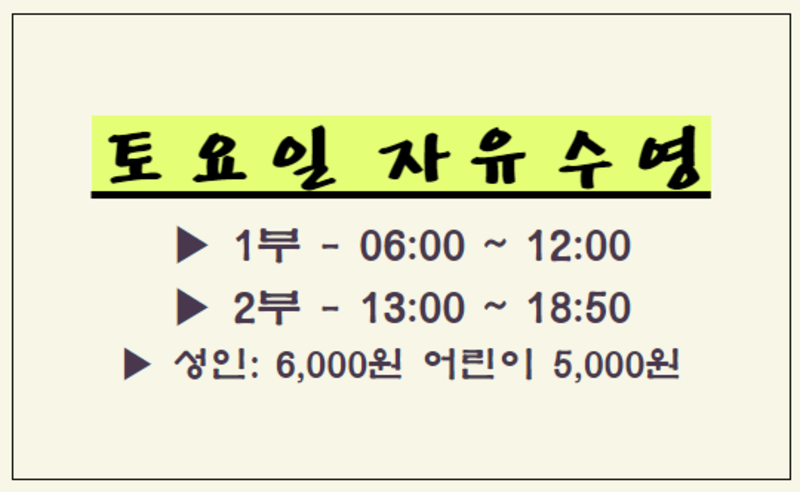 토요일 자유수영
▶ 1부 - 06:00 ~ 12:00
▶ 2부 - 13:00 ~ 18:50
▶ 성인: 6,000원 어린이 5,000원